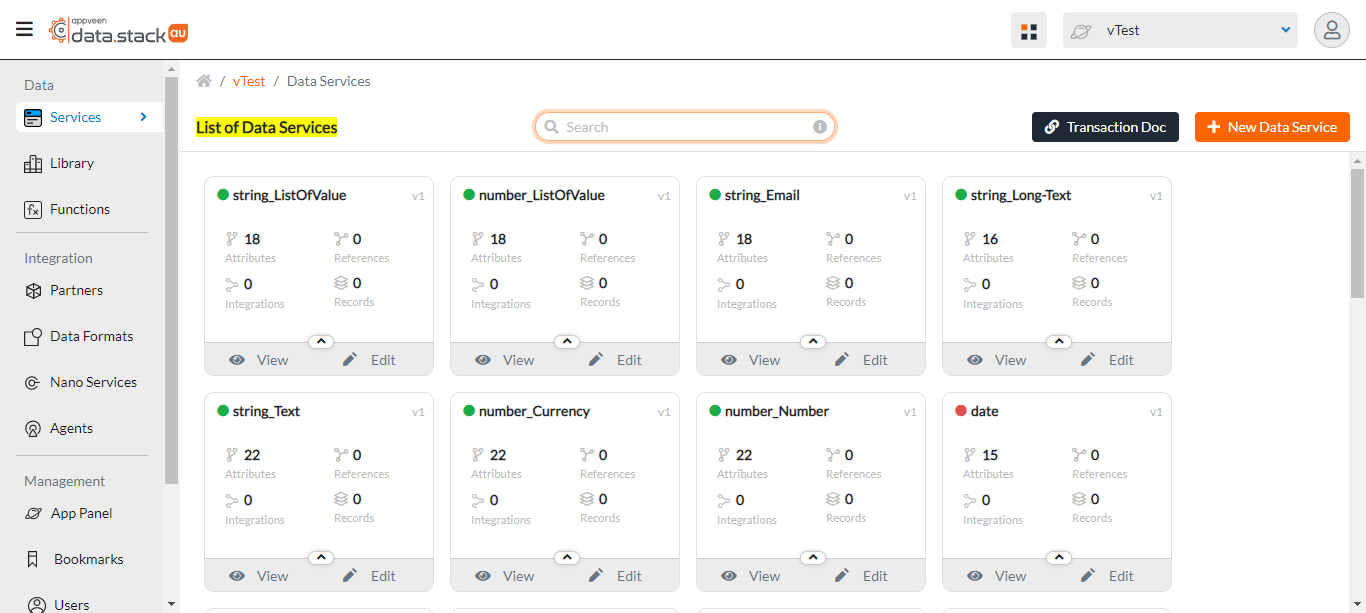 appveen
data.stack au
vTest
Data
Services
Library
Functions
Integration
Partners
Data Formats
Nano Services
Agents
Management
App Panel
Bookmarks
Users
/ vTest / Data Services
List of Data Services
Search
Transaction Doc
+ New Data Service
string_ListOfValue v1
18 0
Attributes References
0 0
Integrations Records
View Edit
number_ListOfValue v1
18 0
Attributes References
0 0
Integrations Records
View Edit
string_Email v1
18 0
Attributes References
0 0
Integrations Records
View Edit
string_Long-Text v1
16 0
Attributes References
0 0
Integrations Records
View Edit
string_Text v1
22 0
Attributes References
0 0
Integrations Records
View Edit
number_Currency v1
22 0
Attributes References
0 0
Integrations Records
View Edit
number_Number v1
22 0
Attributes References
0 0
Integrations Records
View Edit
date v1
15 0
Attributes References
0 0
Integrations Records
View Edit